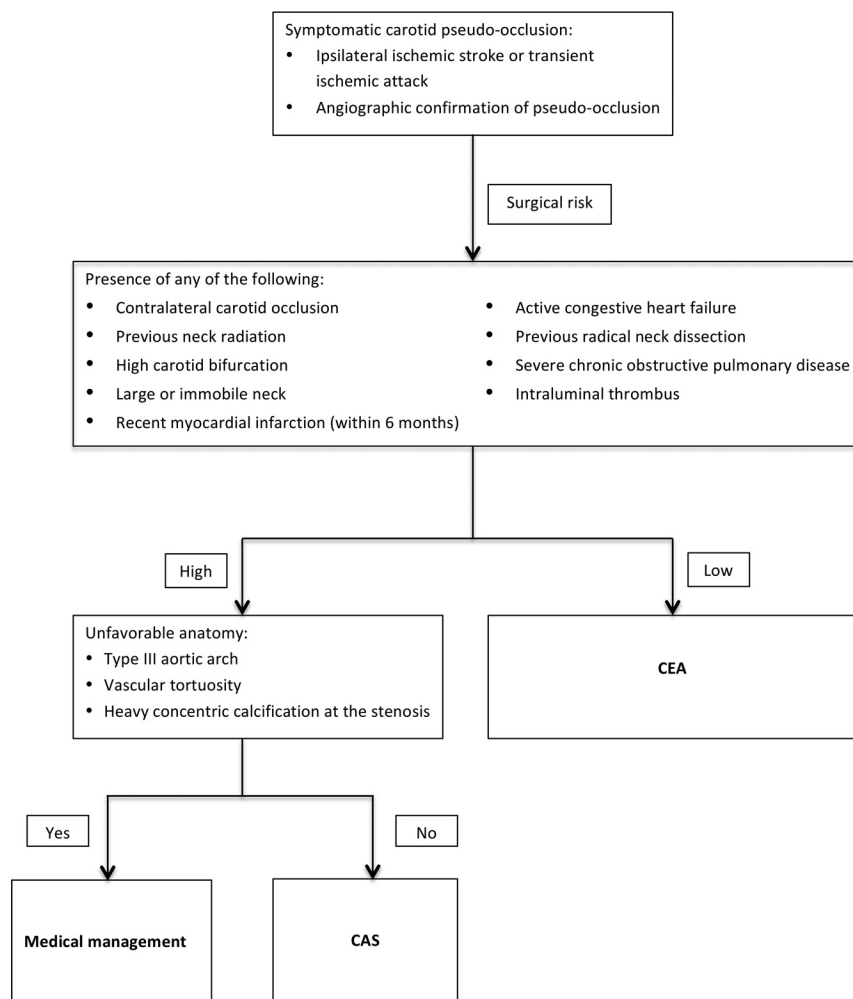 Symptomatic carotid pseudo-occlusion:
• Ipsilateral ischemic stroke or transient
ischemic attack
• Angiographic confirmation of pseudo-occlusion
Surgical risk
Presence of any of the following:
• Contralateral carotid occlusion
• Previous neck radiation
• High carotid bifurcation
• Large or immobile neck
• Recent myocardial infarction (within 6 months)
• Active congestive heart failure
• Previous radical neck dissection
• Severe chronic obstructive pulmonary disease
• Intraluminal thrombus
High
Low
Unfavorable anatomy:
• Type III aortic arch
• Vascular tortuosity
• Heavy concentric calcification at the stenosis
CEA
Yes
No
Medical management
CAS